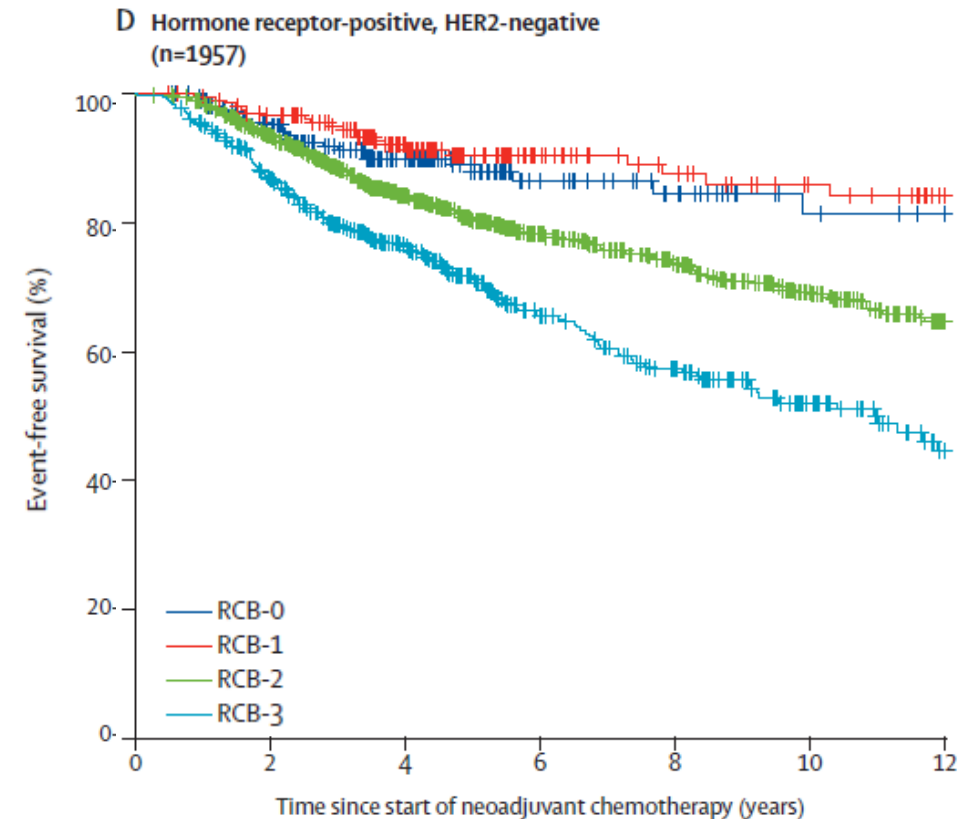 D Hormone receptor-positive, HER2-negative
(n=1957)
100
80
60
40
20
0
Event-free survival (%)
RCB-0
RCB-1
RCB-2
RCB-3
0 2 4 6 8 10 12
Time since start of neoadjuvant chemotherapy (years)